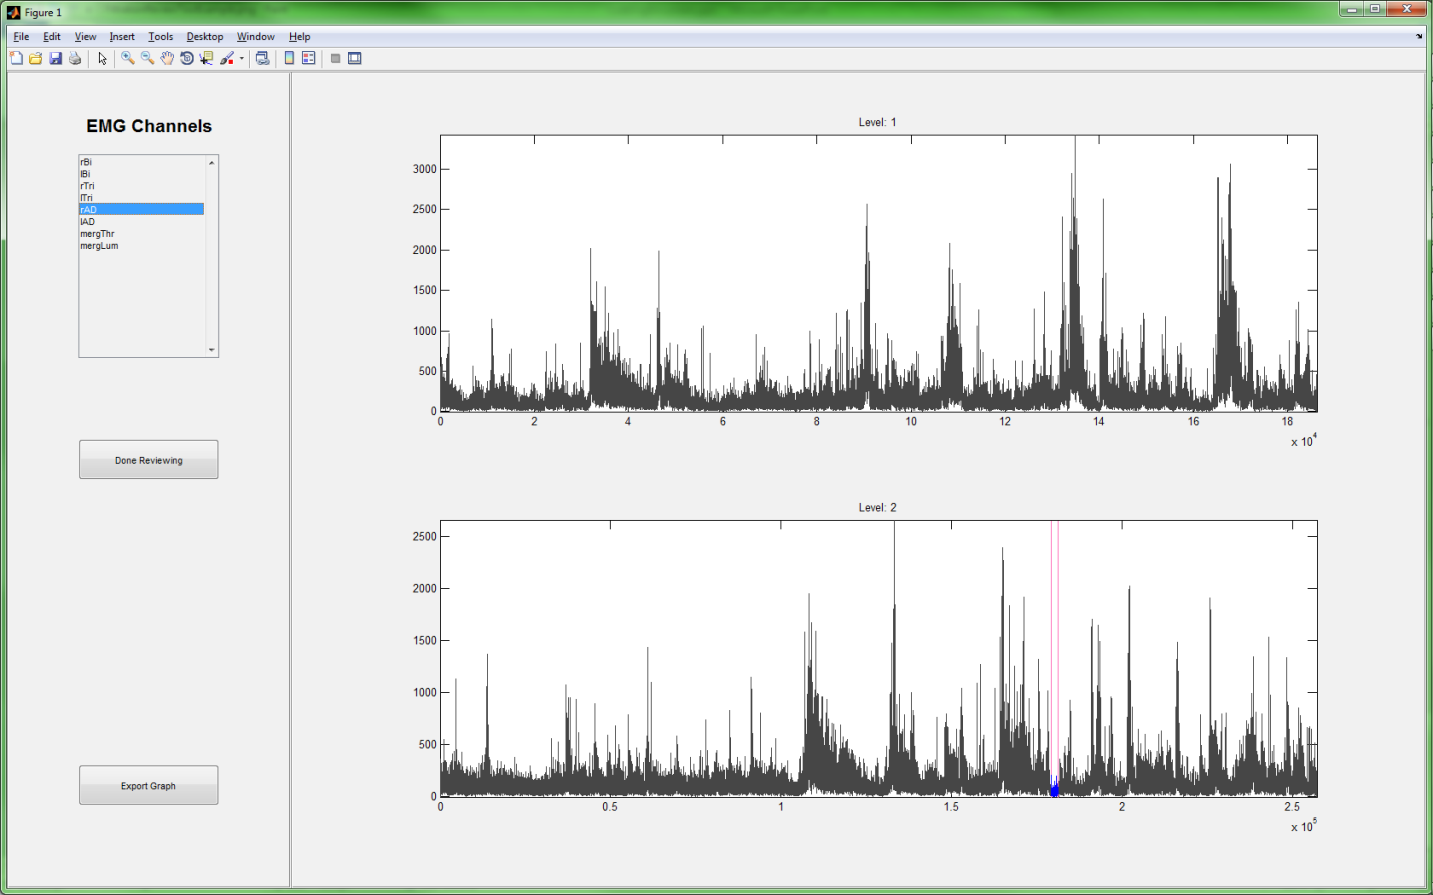 Figure 1
File Edit View Insert Tools Desktop Window Help
EMG Channels
rBi
lBi
rTri
lTri
rAD
lAD
mergThr
mergLum
Done Reviewing
Export Graph
Level: 1
3000
2500
2000
1500
1000
500
0
0 2 4 6 8 10 12 14 16 18
x 10^4
Level: 2
2500
2000
1500
1000
500
0
0 0.5 1 1.5 2 2.5
x 10^5